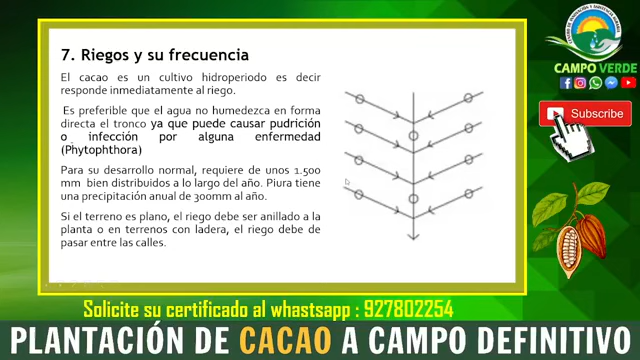 7. Riegos y su frecuencia
El cacao es un cultivo hidroperiodo es decir
responde inmediatamente al riego.
Es preferible que el agua no humedezca en forma
directa el tronco ya que puede causar pudrición
o infección por alguna enfermedad
(Phytophthora)
Para su desarrollo normal, requiere de unos 1.500
mm bien distribuidos a lo largo del año. Piura tiene
una precipitación anual de 300mm al año.
Si el terreno es plano, el riego debe ser anillado a la
planta o en terrenos con ladera, el riego debe de
pasar entre las calles.
CAMPO VERDE
Subscribe
Solicite su certificado al whastsapp : 927802254
PLANTACIÓN DE CACAO A CAMPO DEFINITIVO